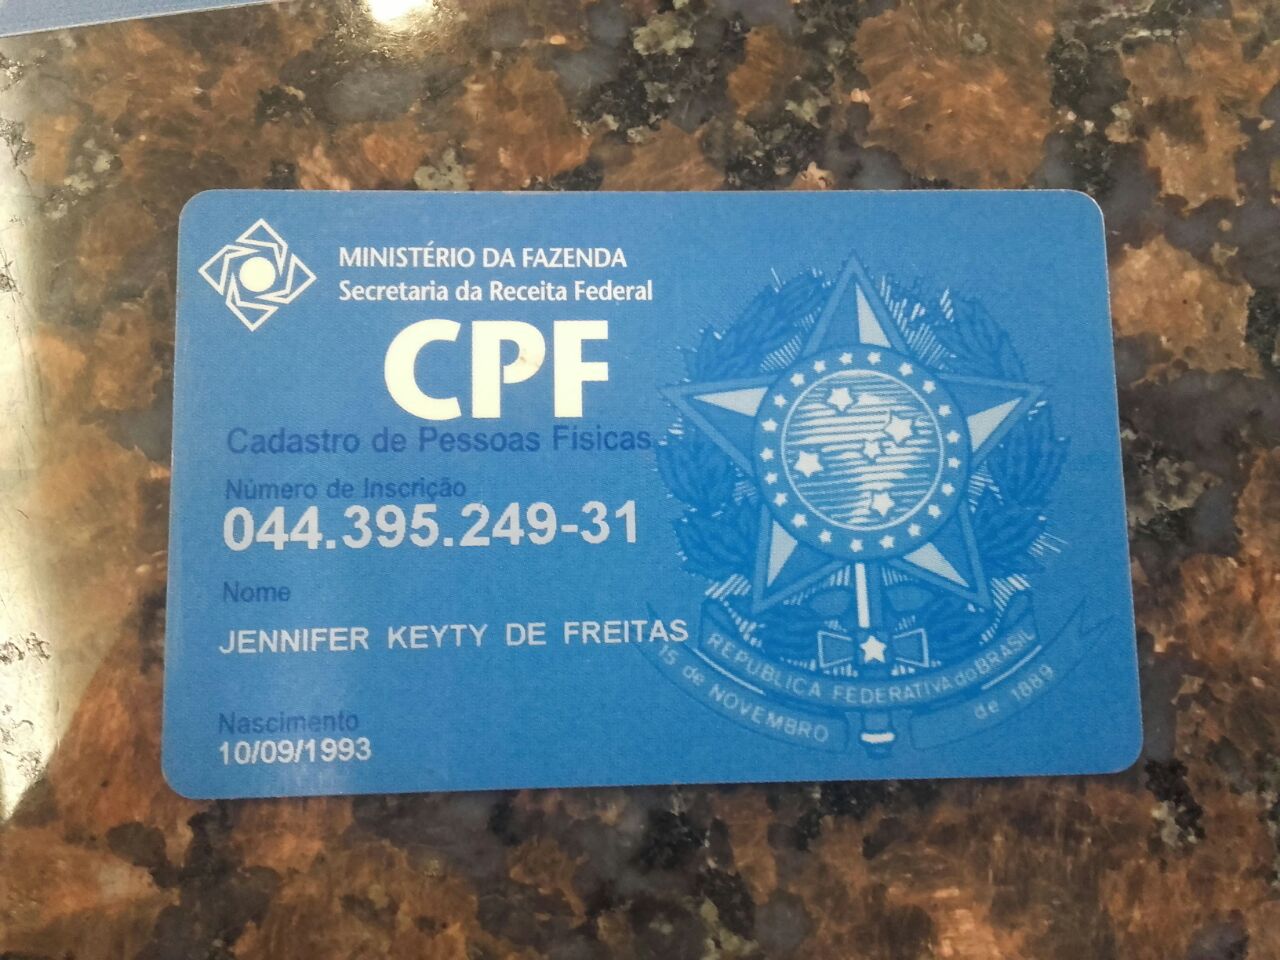 MINISTÉRIO DA FAZENDA
Secretaria da Receita Federal
CPF
Cadastro de Pessoas Físicas
Número de Inscrição
044.395.249-31
Nome
JENNIFER KEYTY DE FREITAS
Nascimento
10/09/1993
REPUBLICA FEDERATIVA do BRASIL
15 de NOVEMBRO de 1889